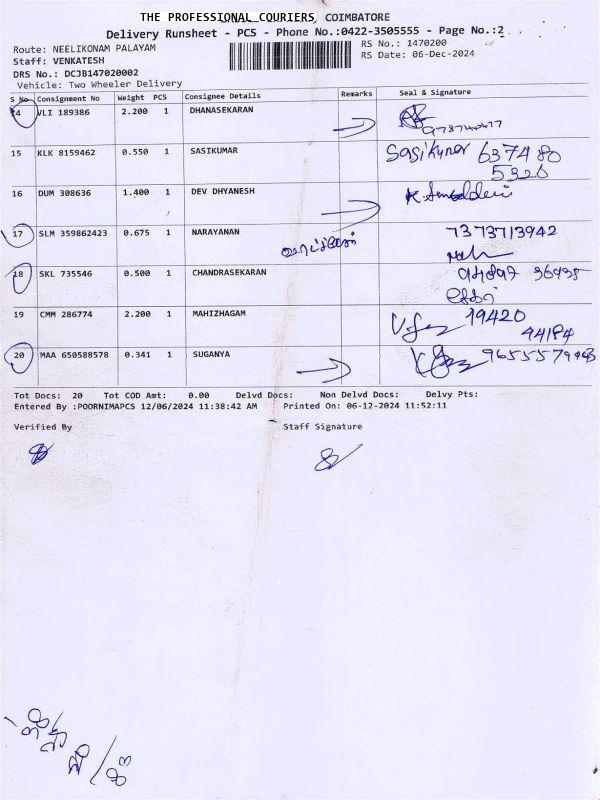 THE PROFESSIONAL COURIERS, COIMBATORE
Delivery Runsheet - PCS - Phone No.:0422-3505555 - Page No.:2
Route: NEELIKONAM PALAYAM
RS No.: 1470200
Staff: VENKATESH
RS Date: 06-Dec-2024
DRS No.: DCJB147020002
Vehicle: Two Wheeler Delivery
S No Consignment No Weight PCS Consignee Details Remarks Seal & Signature
14 VLI 189386 2.200 1 DHANASEKARAN
15 KLK 8159462 0.550 1 SASIKUMAR Sasikumar 637480
5320
16 DUM 308636 1.400 1 DEV DHYANESH
17 SLM 359862423 0.675 1 NARAYANAN 7373713942
18 SKL 735546 0.500 1 CHANDRASEKARAN
19 CMM 286774 2.200 1 MAHIZHAGAM 19420
44184
20 MAA 650588578 0.341 1 SUGANYA
Tot Docs: 20 Tot COD Amt: 0.00 Delvd Docs: Non Delvd Docs: Delvy Pts:
Entered By :POORNIMAPCS 12/06/2024 11:38:42 AM Printed On: 06-12-2024 11:52:11
Verified By Staff Signature